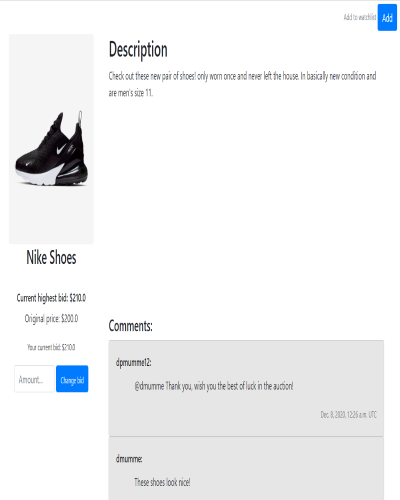 Add to watchlist
Add
Description
Check out these new pair of shoes! only worn once and never left the house. In basically new condition and
are men's size 11.
Nike Shoes
Current highest bid: $210.0
Original price: $200.0
Your current bid: $210.0
Amount...
Change bid
Comments:
dpmumme12:
@dmumme Thank you, wish you the best of luck in the auction!
Dec. 8, 2020, 12:26 a.m. UTC
dmumme:
These shoes look nice!